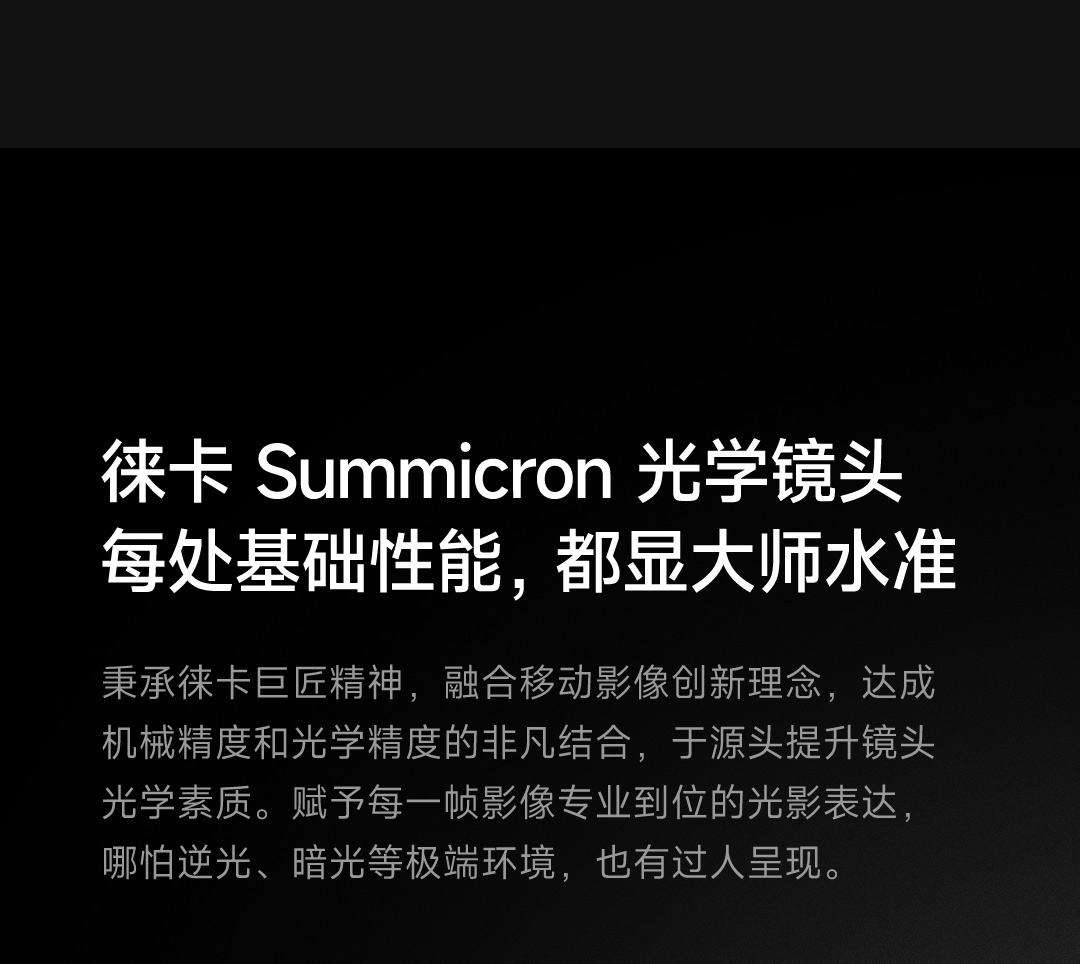 徕卡 Summicron 光学镜头
每处基础性能，都显大师水准
秉承徕卡巨匠精神，融合移动影像创新理念，达成
机械精度和光学精度的非凡结合，于源头提升镜头
光学素质。赋予每一帧影像专业到位的光影表达，
哪怕逆光、暗光等极端环境，也有过人呈现。